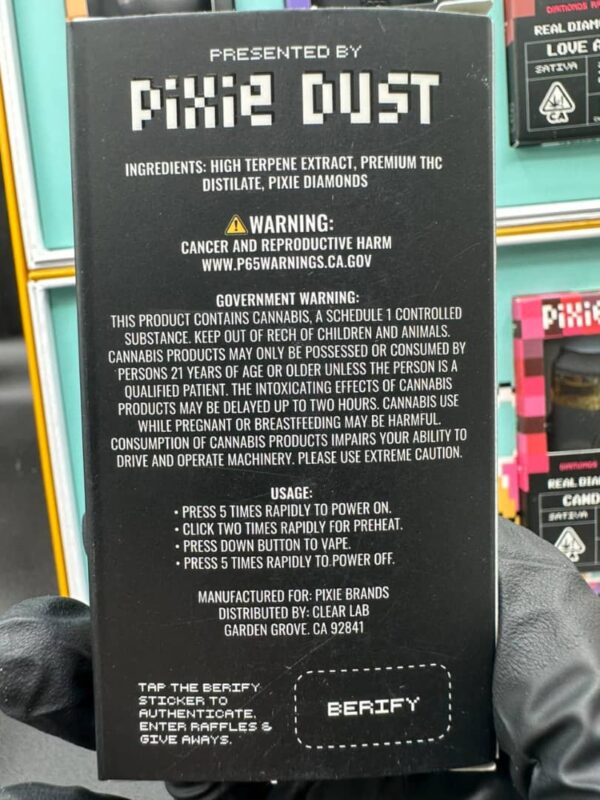 PRESENTED BY
PiXiE DUST
INGREDIENTS: HIGH TERPENE EXTRACT, PREMIUM THC
DISTILATE, PIXIE DIAMONDS
WARNING:
CANCER AND REPRODUCTIVE HARM
WWW.P65WARNINGS.CA.GOV
GOVERNMENT WARNING:
THIS PRODUCT CONTAINS CANNABIS, A SCHEDULE 1 CONTROLLED
SUBSTANCE. KEEP OUT OF RECH OF CHILDREN AND ANIMALS.
CANNABIS PRODUCTS MAY ONLY BE POSSESSED OR CONSUMED BY
PERSONS 21 YEARS OF AGE OR OLDER UNLESS THE PERSON IS A
QUALIFIED PATIENT. THE INTOXICATING EFFECTS OF CANNABIS
PRODUCTS MAY BE DELAYED UP TO TWO HOURS. CANNABIS USE
WHILE PREGNANT OR BREASTFEEDING MAY BE HARMFUL.
CONSUMPTION OF CANNABIS PRODUCTS IMPAIRS YOUR ABILITY TO
DRIVE AND OPERATE MACHINERY. PLEASE USE EXTREME CAUTION.
USAGE:
• PRESS 5 TIMES RAPIDLY TO POWER ON.
• CLICK TWO TIMES RAPIDLY FOR PREHEAT.
• PRESS DOWN BUTTON TO VAPE.
• PRESS 5 TIMES RAPIDLY TO POWER OFF.
MANUFACTURED FOR: PIXIE BRANDS
DISTRIBUTED BY: CLEAR LAB
GARDEN GROVE. CA 92841
TAP THE BERIFY
STICKER TO
AUTHENTICATE.
ENTER RAFFLES &
GIVE AWAYS.
BERIFY
DIAMONDS
REAL
LOVE
SATIVA
CA
DIAMONDS
REAL
SATIVA